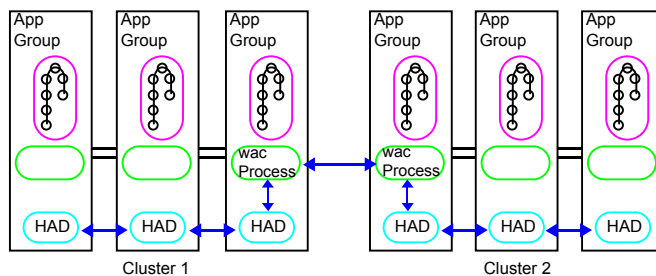 App
Group
App
Group
App
Group
App
Group
App
Group
App
Group
wac
Process
wac
Process
HAD
HAD
HAD
HAD
HAD
HAD
Cluster 1
Cluster 2